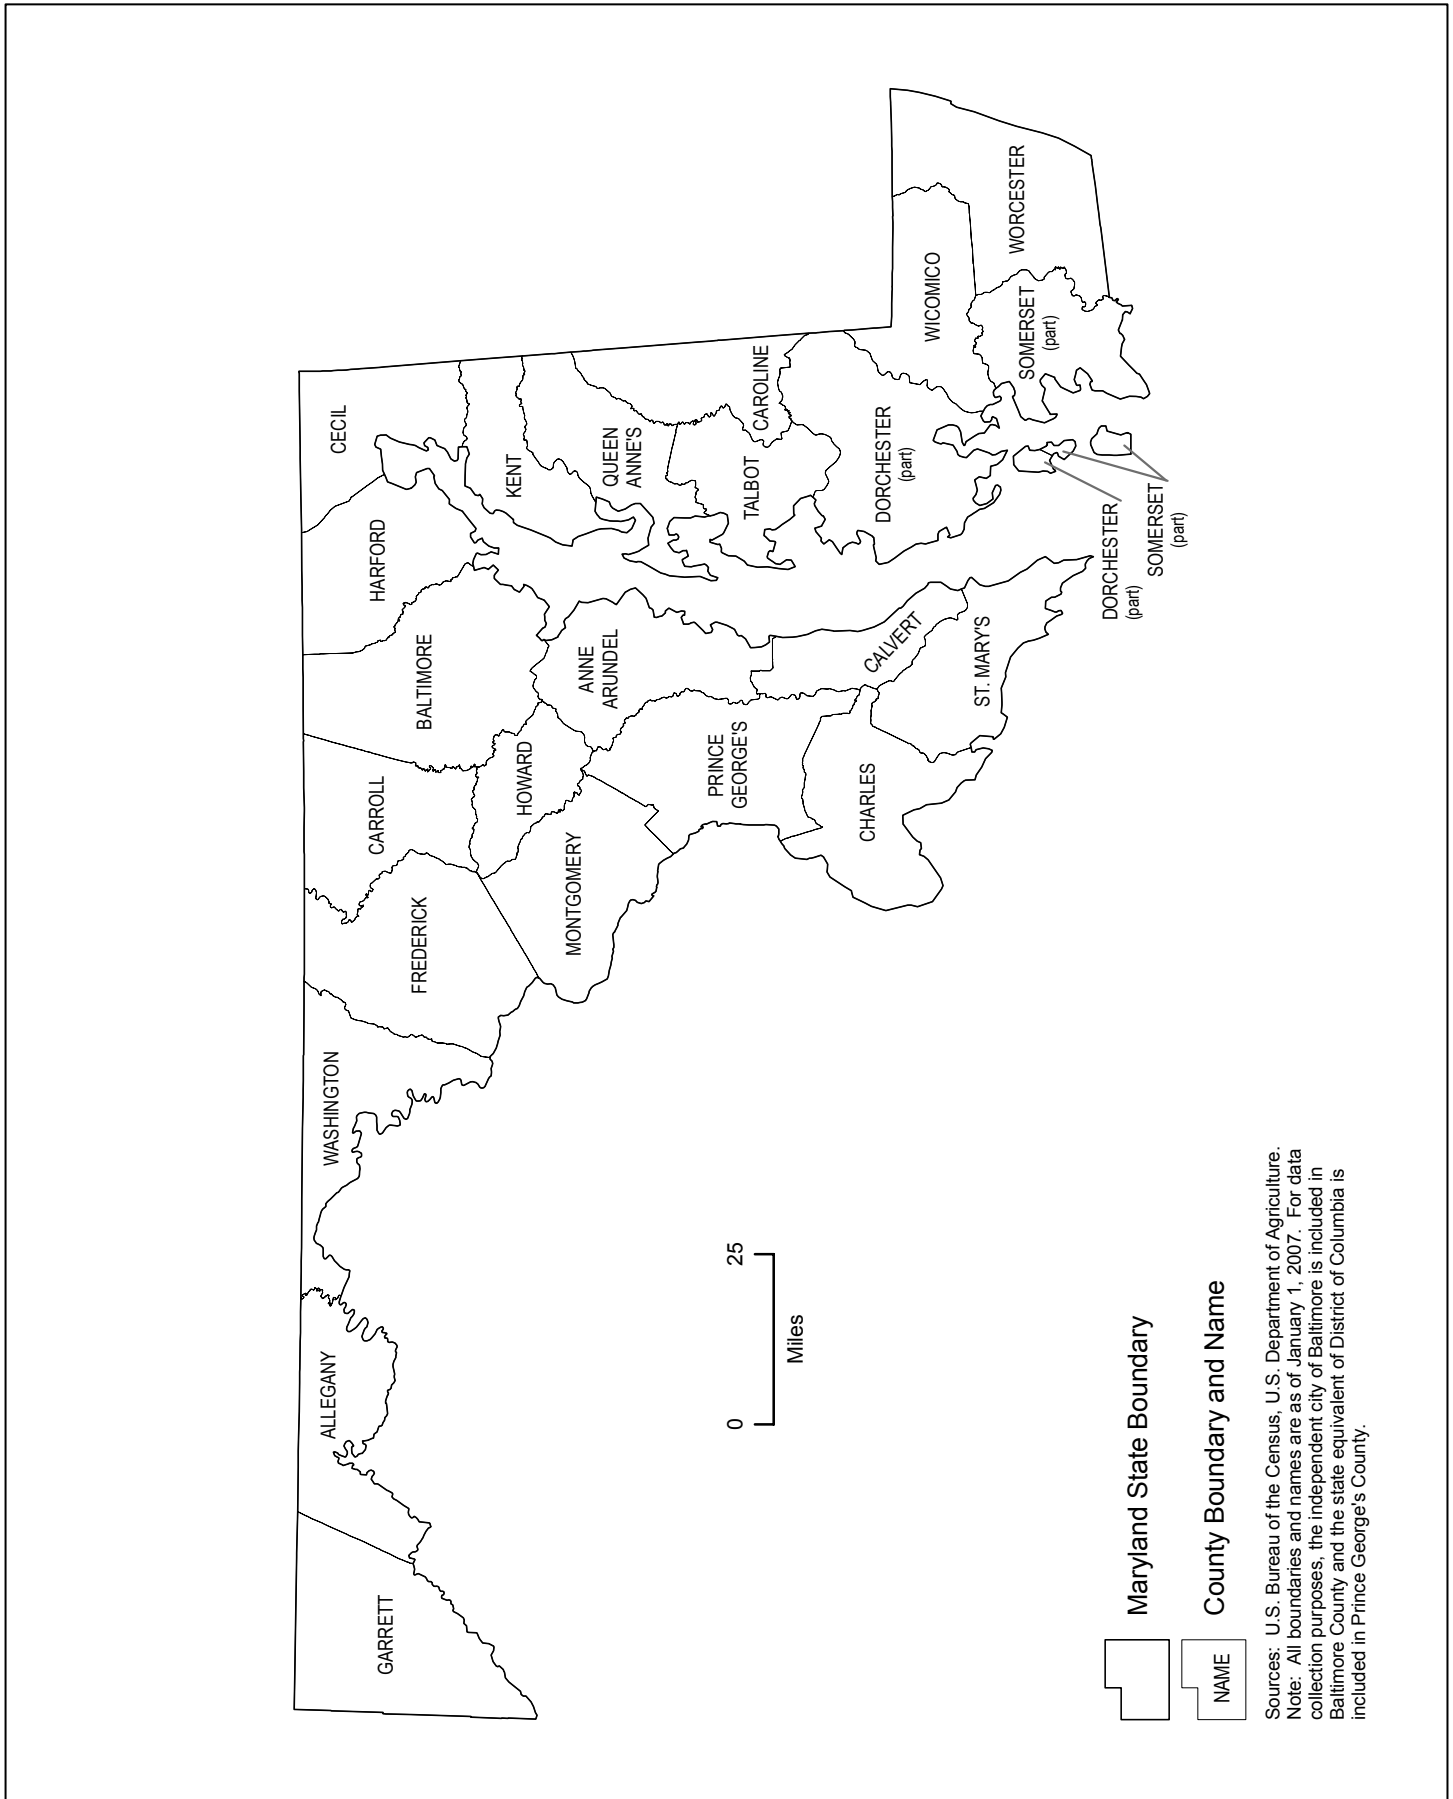 GARRETT
ALLEGANY
WASHINGTON
FREDERICK
CARROLL
BALTIMORE
HARFORD
CECIL
MONTGOMERY
HOWARD
ANNE
ARUNDEL
KENT
QUEEN
ANNE'S
PRINCE
GEORGE'S
TALBOT
CAROLINE
CHARLES
CALVERT
ST. MARY'S
DORCHESTER
(part)
WICOMICO
WORCESTER
SOMERSET
(part)
DORCHESTER
(part)
SOMERSET
(part)
0 25
Miles
Maryland State Boundary
NAME County Boundary and Name
Sources: U.S. Bureau of the Census, U.S. Department of Agriculture.
Note: All boundaries and names are as of January 1, 2007. For data
collection purposes, the independent city of Baltimore is included in
Baltimore County and the state equivalent of District of Columbia is
included in Prince George's County.